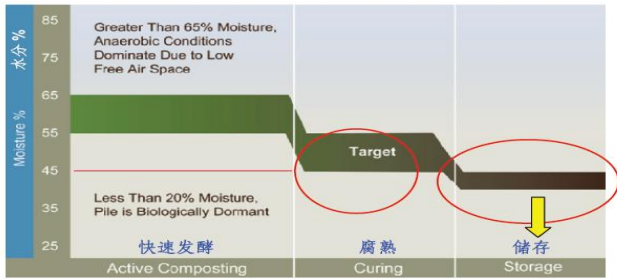 水分%
Moisture %
85
75
65
55
45
35
25
Greater Than 65% Moisture,
Anaerobic Conditions
Dominate Due to Low
Free Air Space
Target
Less Than 20% Moisture,
Pile is Biologically Dormant
快速发酵
腐熟
储存
Active Composting
Curing
Storage